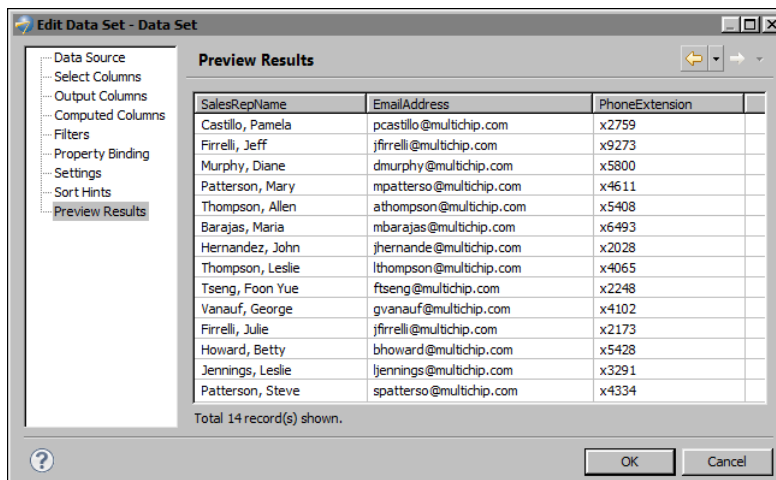 Edit Data Set - Data Set
Data Source
Select Columns
Output Columns
Computed Columns
Filters
Property Binding
Settings
Sort Hints
Preview Results
Preview Results
SalesRepName EmailAddress PhoneExtension
Castillo, Pamela pcastillo@multichip.com x2759
Firrelli, Jeff jfirrelli@multichip.com x9273
Murphy, Diane dmurphy@multichip.com x5800
Patterson, Mary mpatterso@multichip.com x4611
Thompson, Allen athompson@multichip.com x5408
Barajas, Maria mbarajas@multichip.com x6493
Hernandez, John jhernande@multichip.com x2028
Thompson, Leslie lthompson@multichip.com x4065
Tseng, Foon Yue ftseng@multichip.com x2248
Vanauf, George gvanauf@multichip.com x4102
Firrelli, Julie jfirrelli@multichip.com x2173
Howard, Betty bhoward@multichip.com x5428
Jennings, Leslie ljennings@multichip.com x3291
Patterson, Steve spatterso@multichip.com x4334
Total 14 record(s) shown.
? OK Cancel